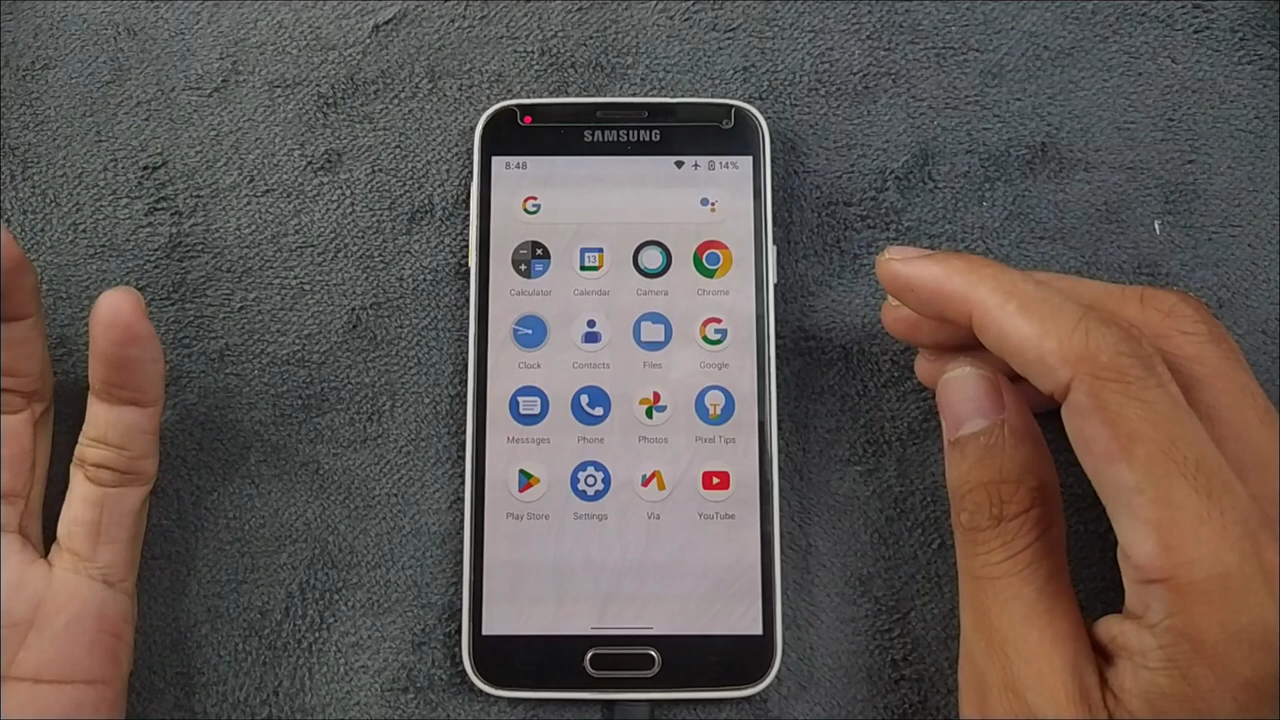 SAMSUNG
8:48 14%
G
Calculator Calendar Camera Chrome
13
Clock Contacts Files Google
Messages Phone Photos Pixel Tips
Play Store Settings Via YouTube